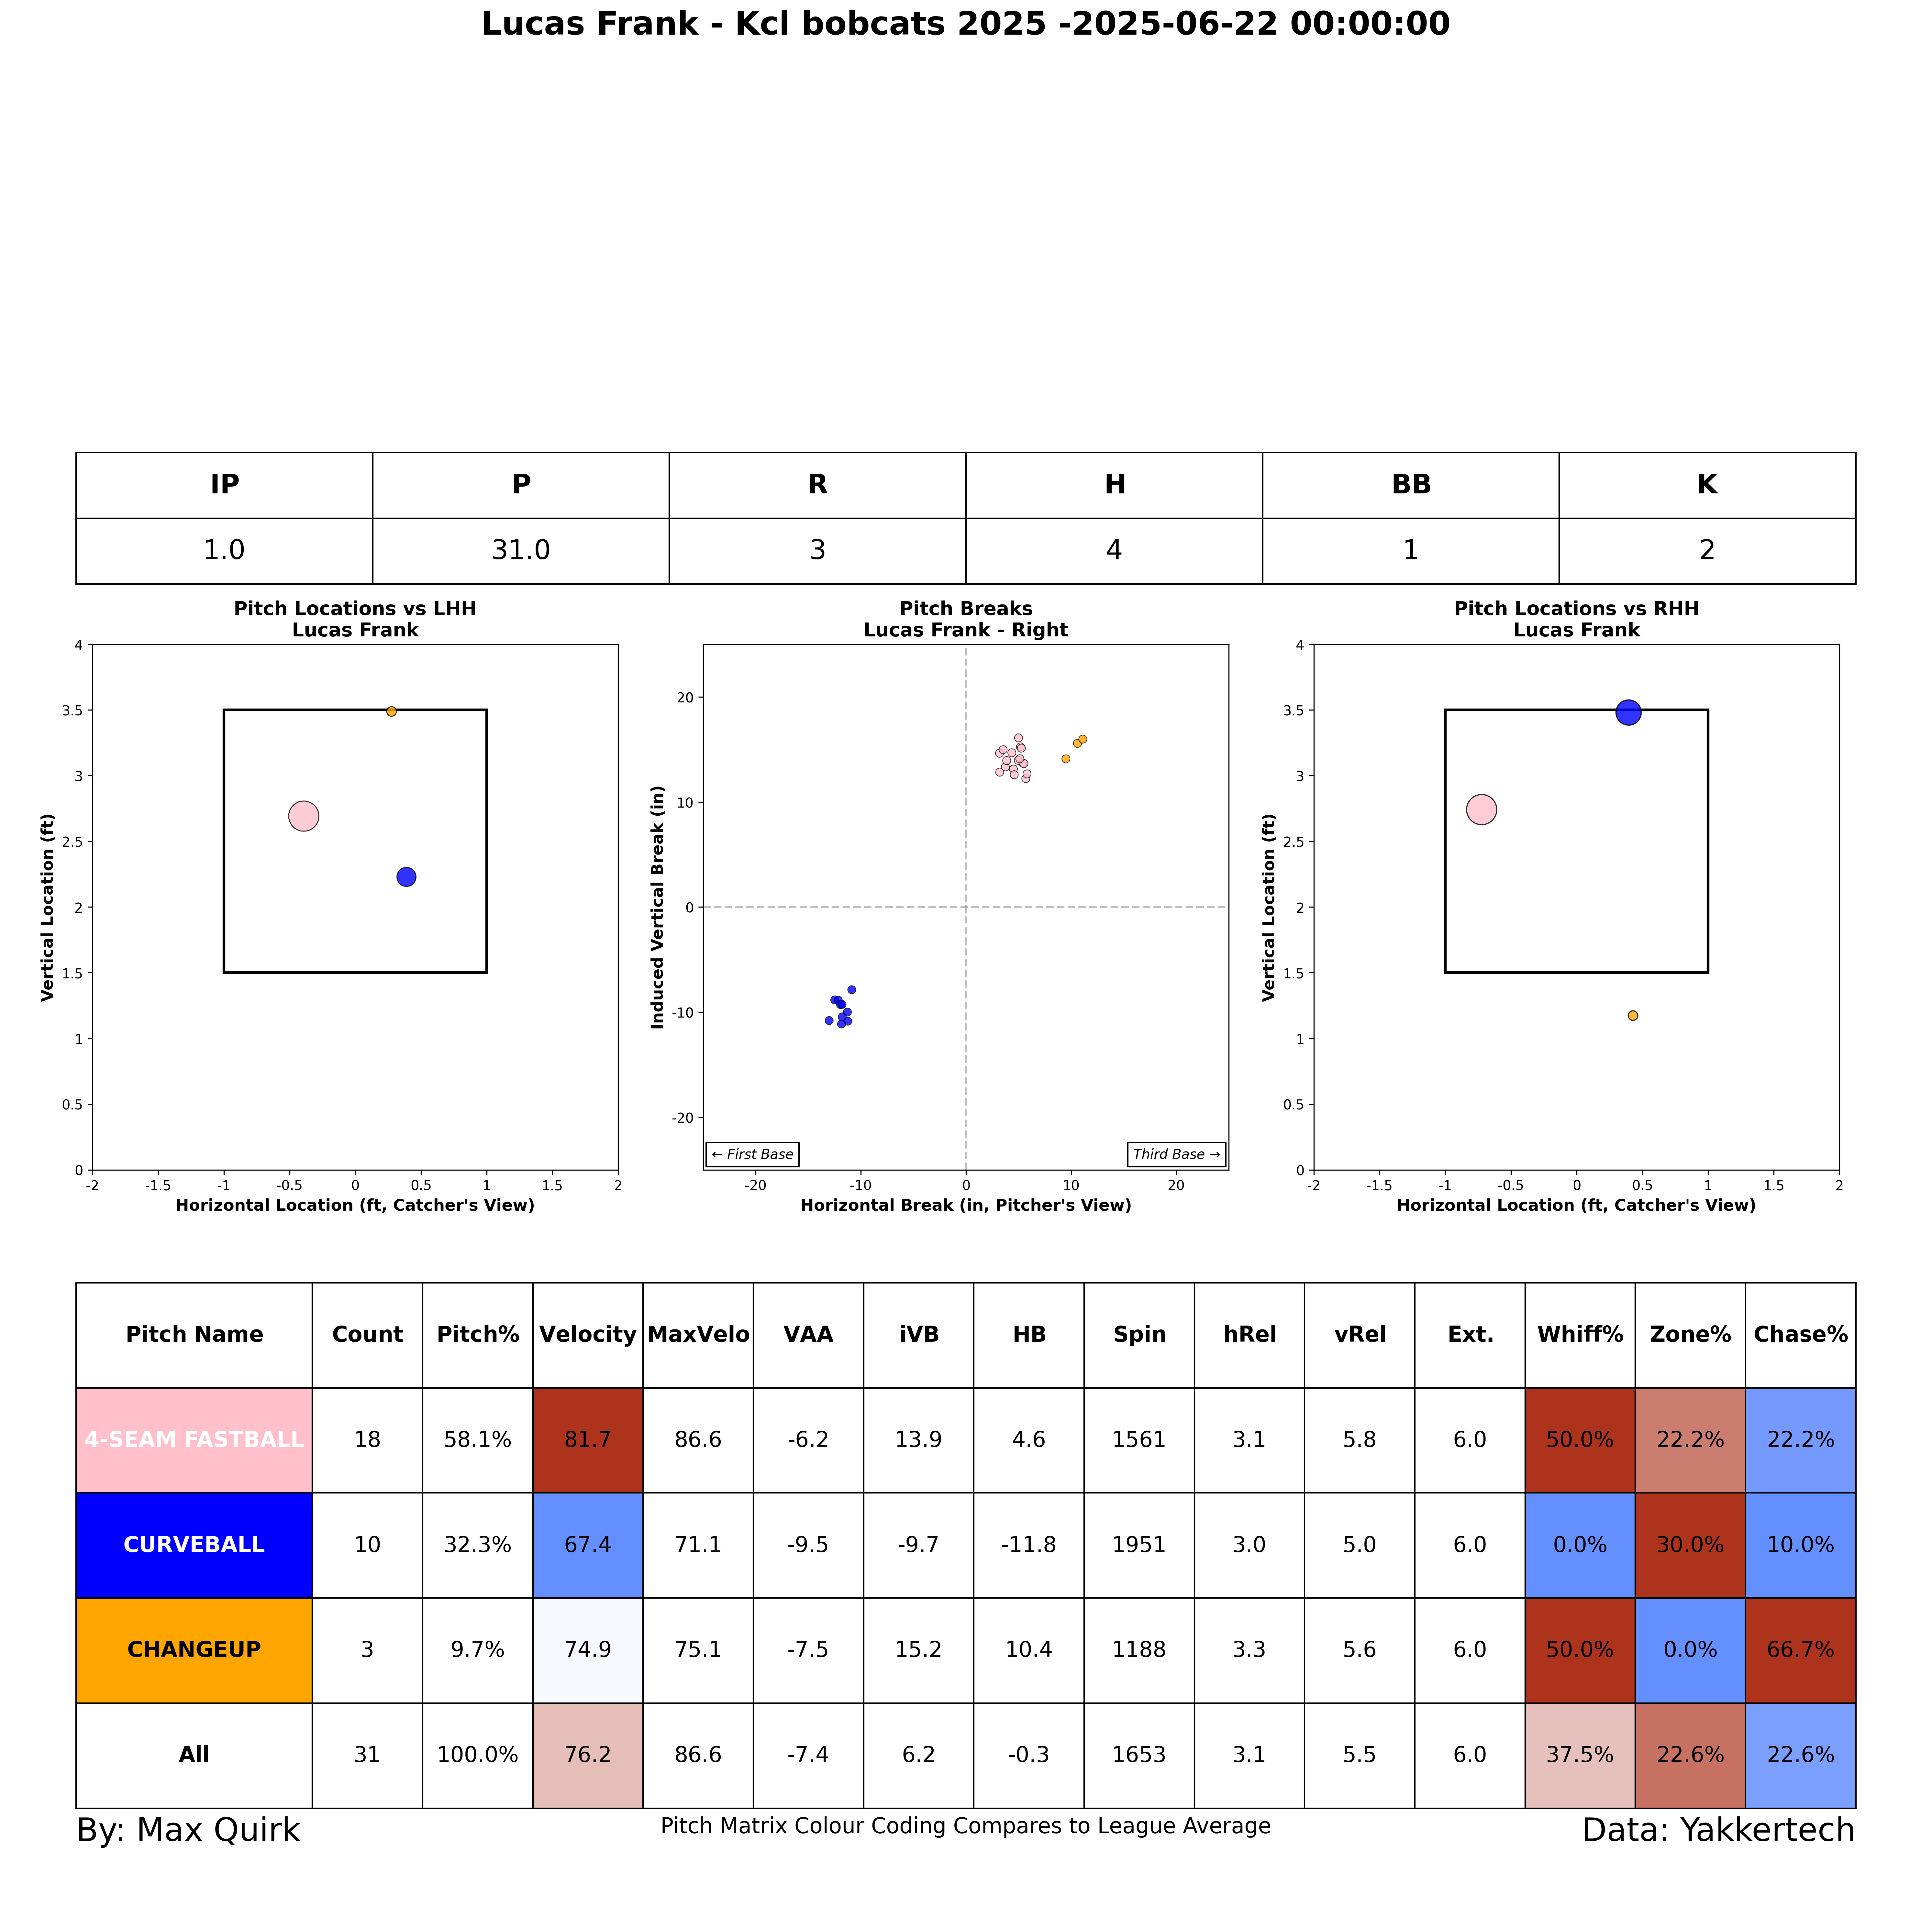 Lucas Frank - Kcl bobcats 2025 -2025-06-22 00:00:00
IP P R H BB K
1.0 31.0 3 4 1 2
Pitch Locations vs LHH
Lucas Frank
4
3.5
3
2.5
2
1.5
1
0.5
0
-2 -1.5 -1 -0.5 0 0.5 1 1.5 2
Vertical Location (ft)
Horizontal Location (ft, Catcher's View)
Pitch Breaks
Lucas Frank - Right
20
10
0
-10
-20
← First Base
Third Base →
-20 -10 0 10 20
Induced Vertical Break (in)
Horizontal Break (in, Pitcher's View)
Pitch Locations vs RHH
Lucas Frank
4
3.5
3
2.5
2
1.5
1
0.5
0
-2 -1.5 -1 -0.5 0 0.5 1 1.5 2
Vertical Location (ft)
Horizontal Location (ft, Catcher's View)
Pitch Name Count Pitch% Velocity MaxVelo VAA iVB HB Spin hRel vRel Ext. Whiff% Zone% Chase%
4-SEAM FASTBALL 18 58.1% 81.7 86.6 -6.2 13.9 4.6 1561 3.1 5.8 6.0 50.0% 22.2% 22.2%
CURVEBALL 10 32.3% 67.4 71.1 -9.5 -9.7 -11.8 1951 3.0 5.0 6.0 0.0% 30.0% 10.0%
CHANGEUP 3 9.7% 74.9 75.1 -7.5 15.2 10.4 1188 3.3 5.6 6.0 50.0% 0.0% 66.7%
All 31 100.0% 76.2 86.6 -7.4 6.2 -0.3 1653 3.1 5.5 6.0 37.5% 22.6% 22.6%
By: Max Quirk
Pitch Matrix Colour Coding Compares to League Average
Data: Yakkertech